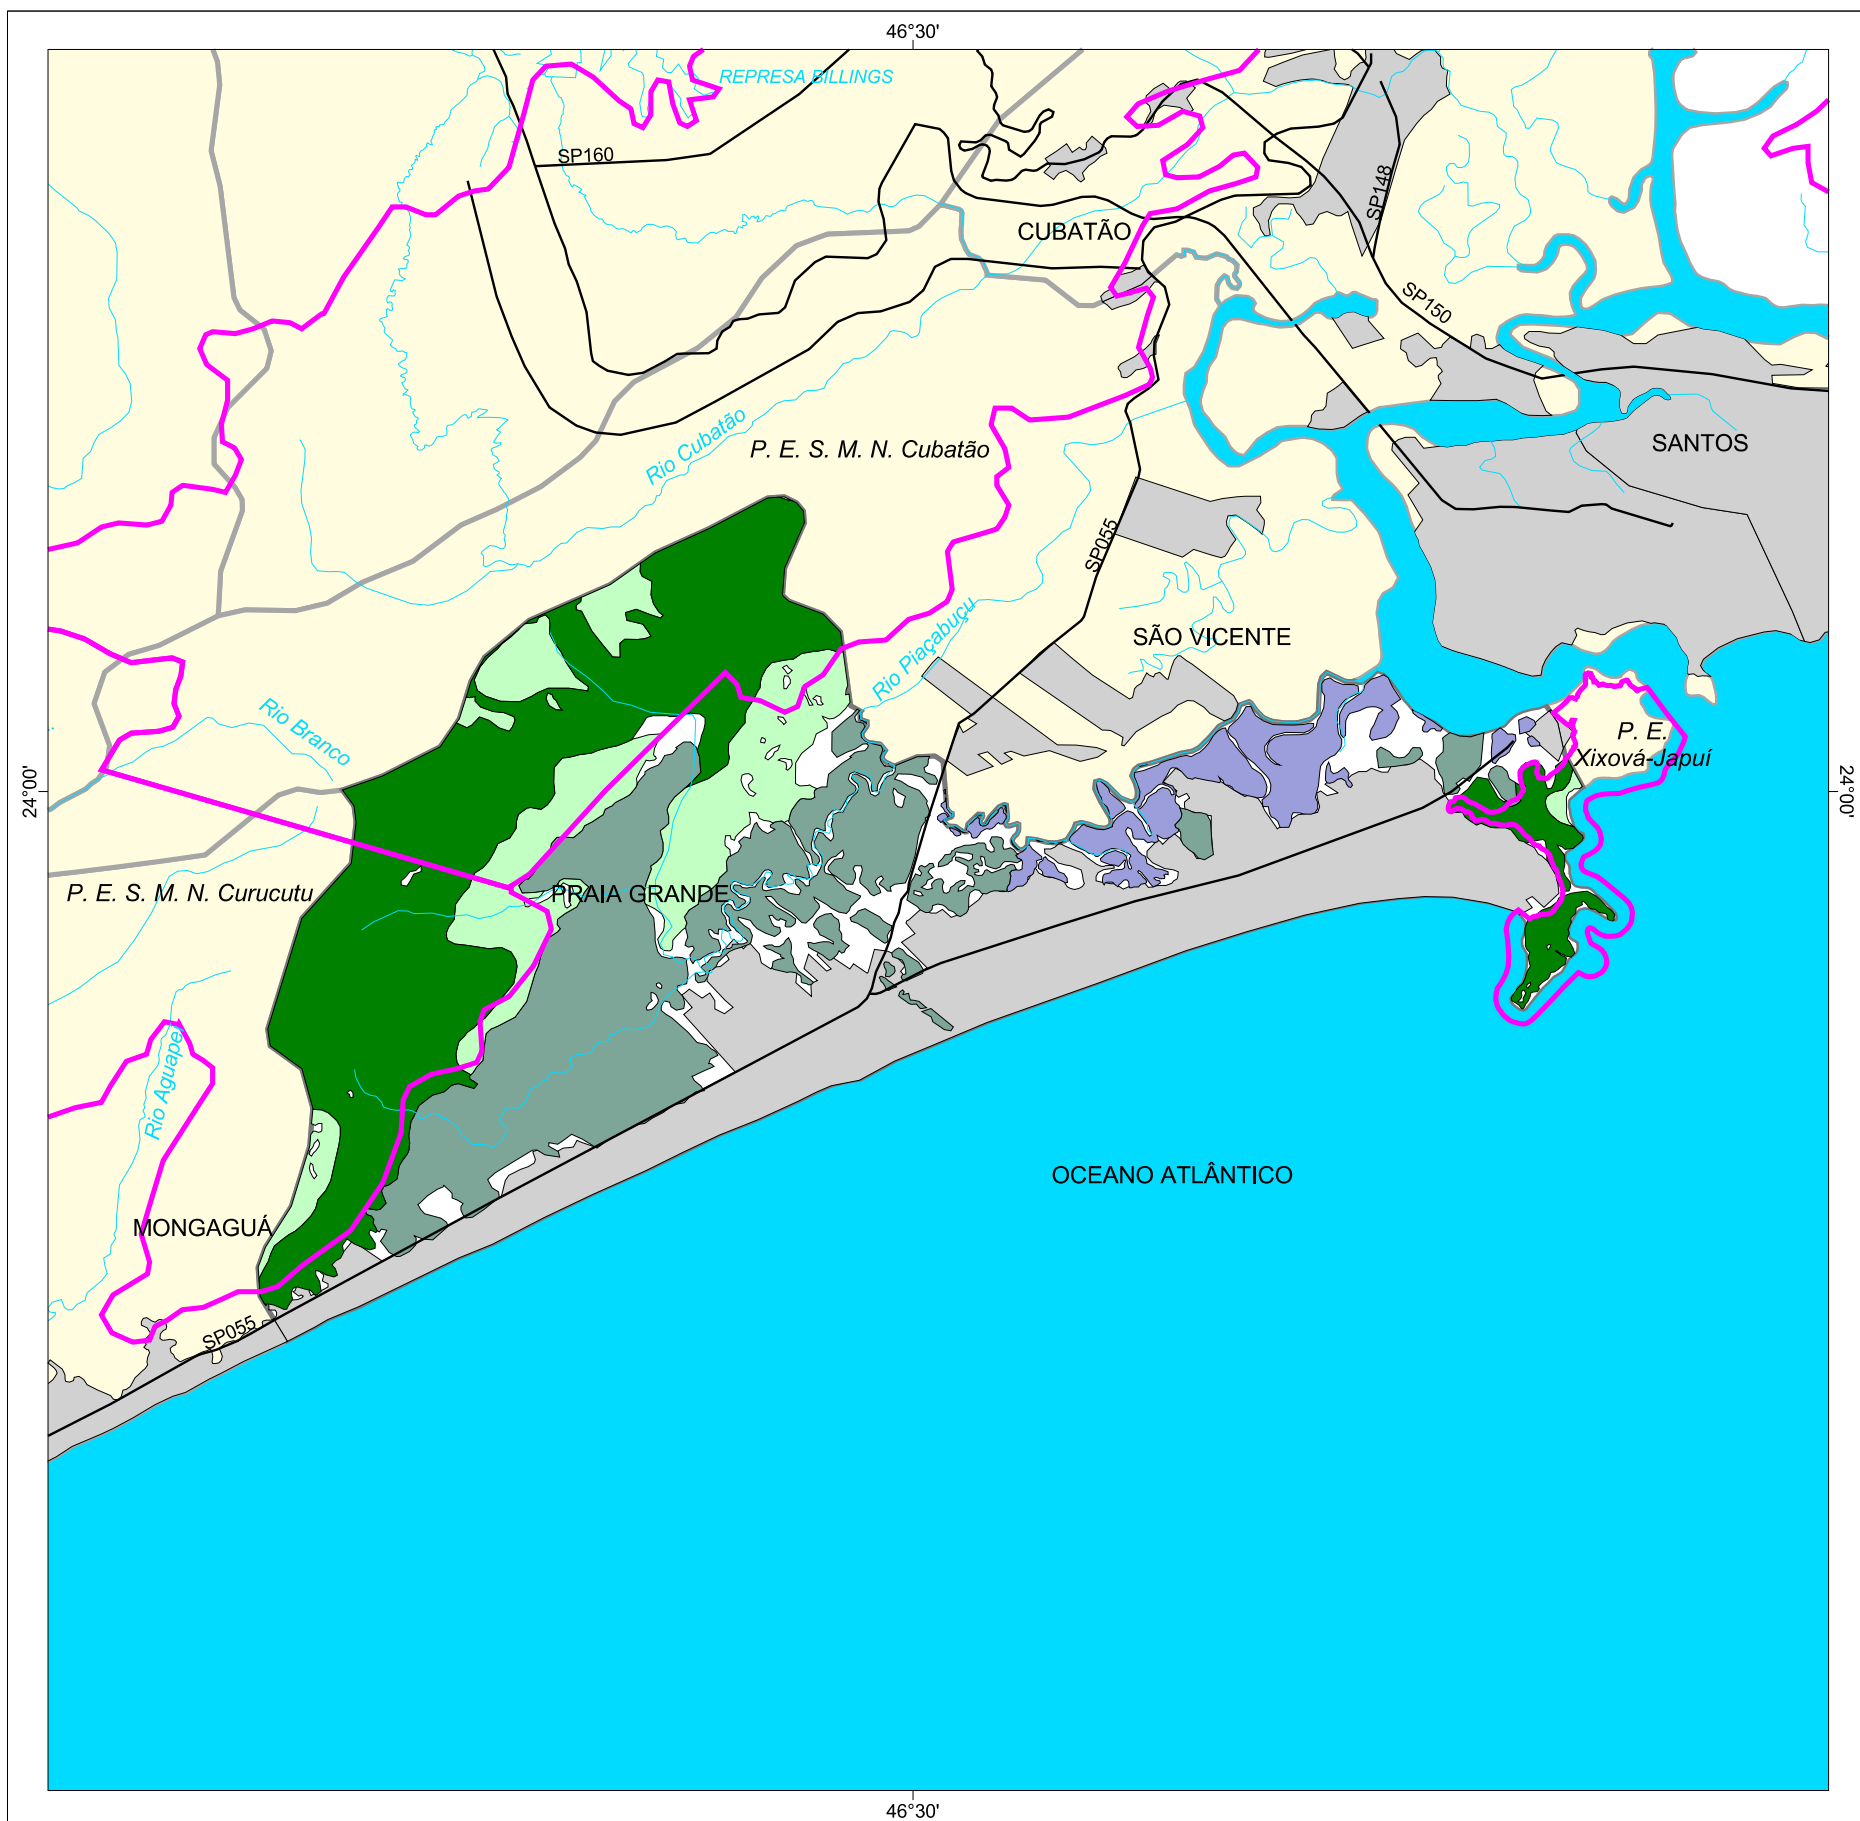 46°30'
REPRESA BILLINGS
SP160
SP148
CUBATÃO
SP150
Rio Cubatão
P. E. S. M. N. Cubatão
SANTOS
SP055
Rio Piaçabuçu
SÃO VICENTE
Rio Branco
P. E.
Xixová-Japuí
24°00'
24°00'
P. E. S. M. N. Curucutu
PRAIA GRANDE
Rio Aguapeí
OCEANO ATLÂNTICO
MONGAGUÁ
SP055
46°30'